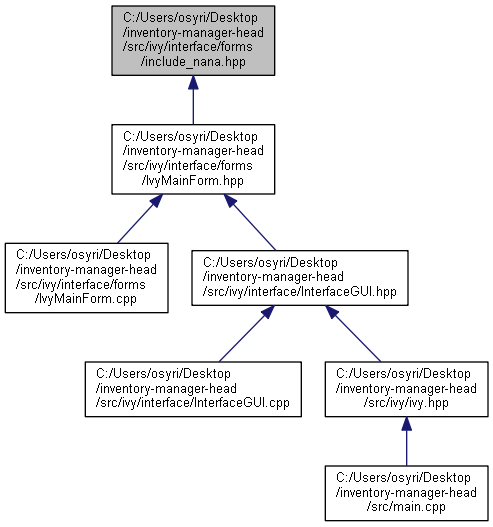 C:/Users/osyri/Desktop
/inventory-manager-head
/src/ivy/interface/forms
/include_nana.hpp
C:/Users/osyri/Desktop
/inventory-manager-head
/src/ivy/interface/forms
/IvyMainForm.hpp
C:/Users/osyri/Desktop
/inventory-manager-head
/src/ivy/interface/forms
/IvyMainForm.cpp
C:/Users/osyri/Desktop
/inventory-manager-head
/src/ivy/interface/InterfaceGUI.hpp
C:/Users/osyri/Desktop
/inventory-manager-head
/src/ivy/interface/InterfaceGUI.cpp
C:/Users/osyri/Desktop
/inventory-manager-head
/src/ivy/ivy.hpp
C:/Users/osyri/Desktop
/inventory-manager-head
/src/main.cpp